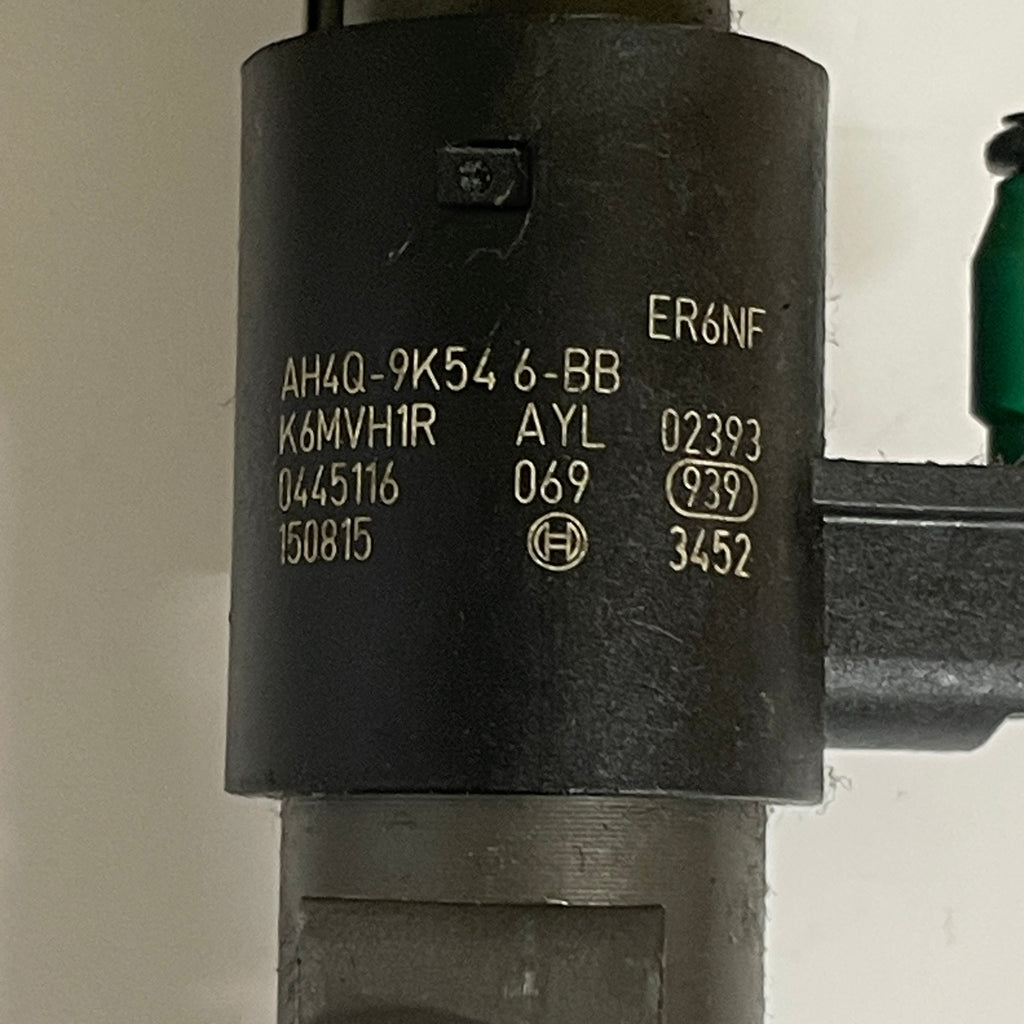 ER6NF
AH4Q-9K54 6-BB
K6MVH1R AYL 02393
0445116 069 939
150815 3452